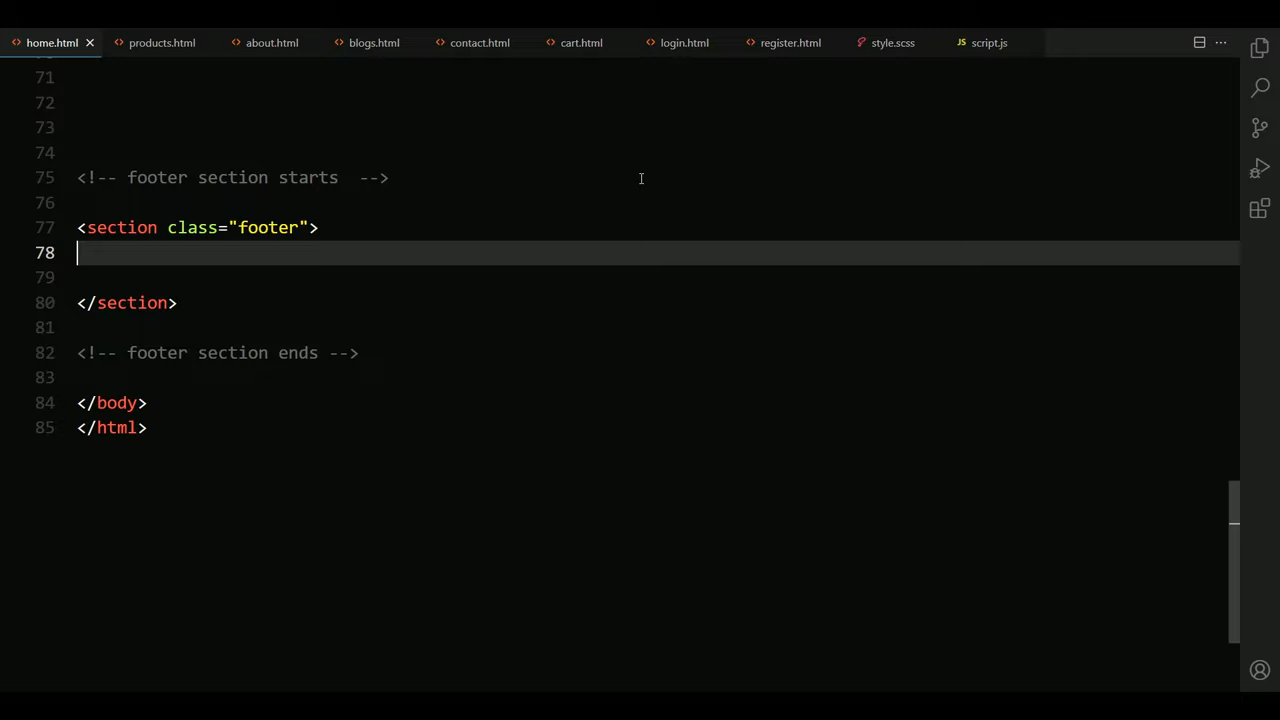 home.html products.html about.html blogs.html contact.html cart.html login.html register.html style.scss JS script.js
71
72
73
74
75 <!-- footer section starts  -->
76
77 <section class="footer">
78
79
80 </section>
81
82 <!-- footer section ends -->
83
84 </body>
85 </html>